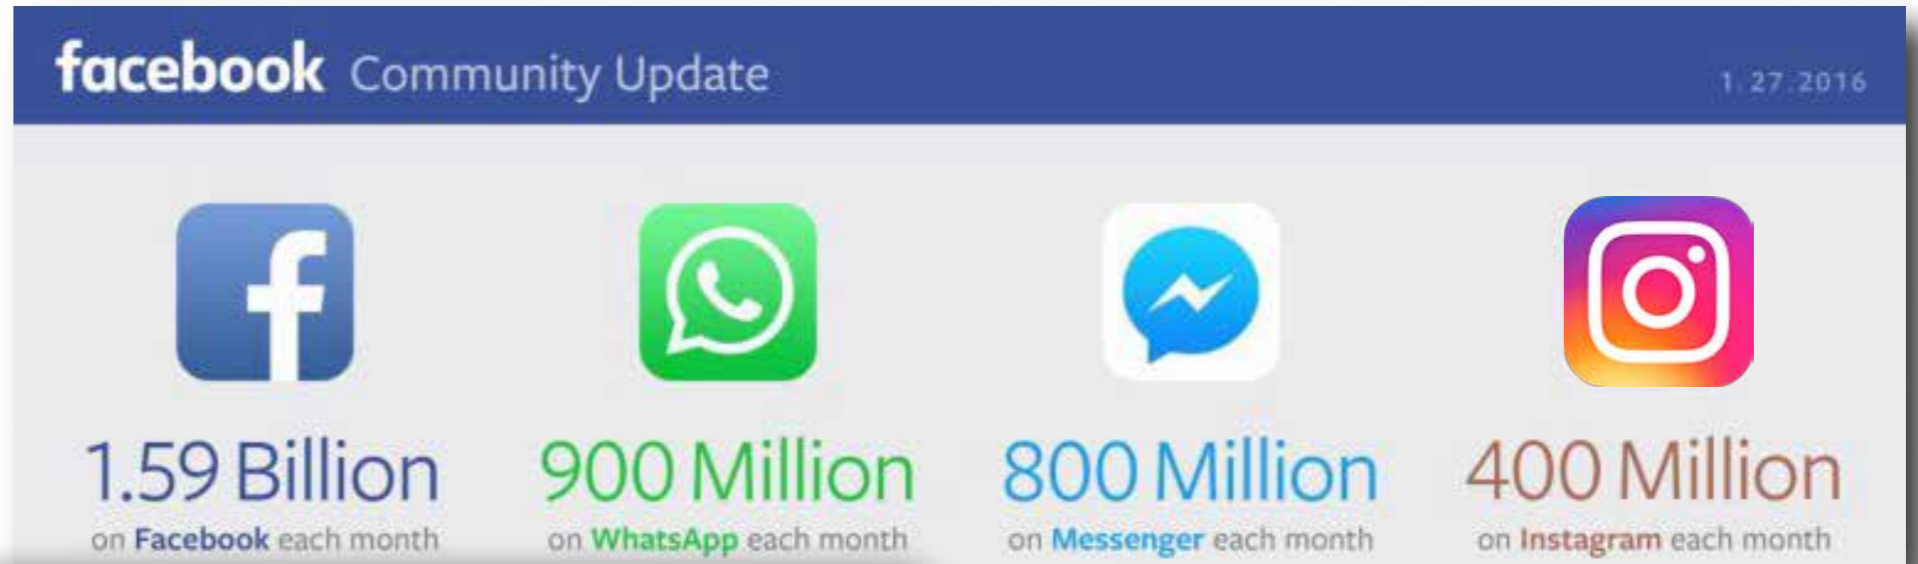 facebook Community Update
1.27.2016
1.59 Billion
on Facebook each month
900 Million
on WhatsApp each month
800 Million
on Messenger each month
400 Million
on Instagram each month